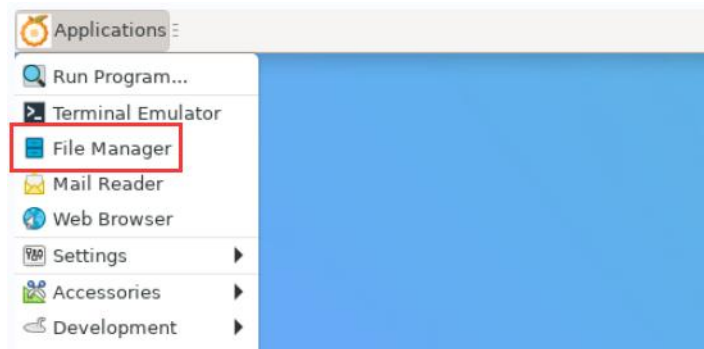 Applications
Run Program...
Terminal Emulator
File Manager
Mail Reader
Web Browser
Settings
Accessories
Development